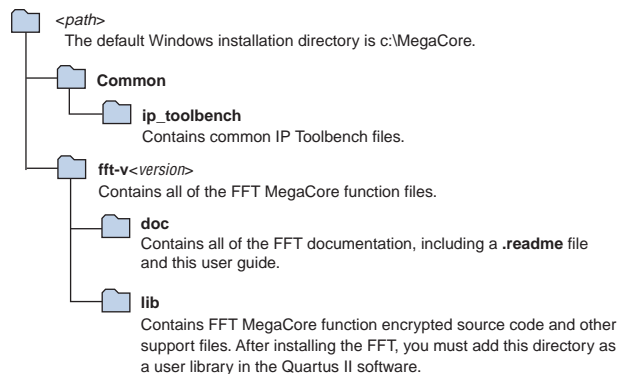 <path>
The default Windows installation directory is c:\MegaCore.
Common
ip_toolbench
Contains common IP Toolbench files.
fft-v<version>
Contains all of the FFT MegaCore function files.
doc
Contains all of the FFT documentation, including a .readme file
and this user guide.
lib
Contains FFT MegaCore function encrypted source code and other
support files. After installing the FFT, you must add this directory as
a user library in the Quartus II software.